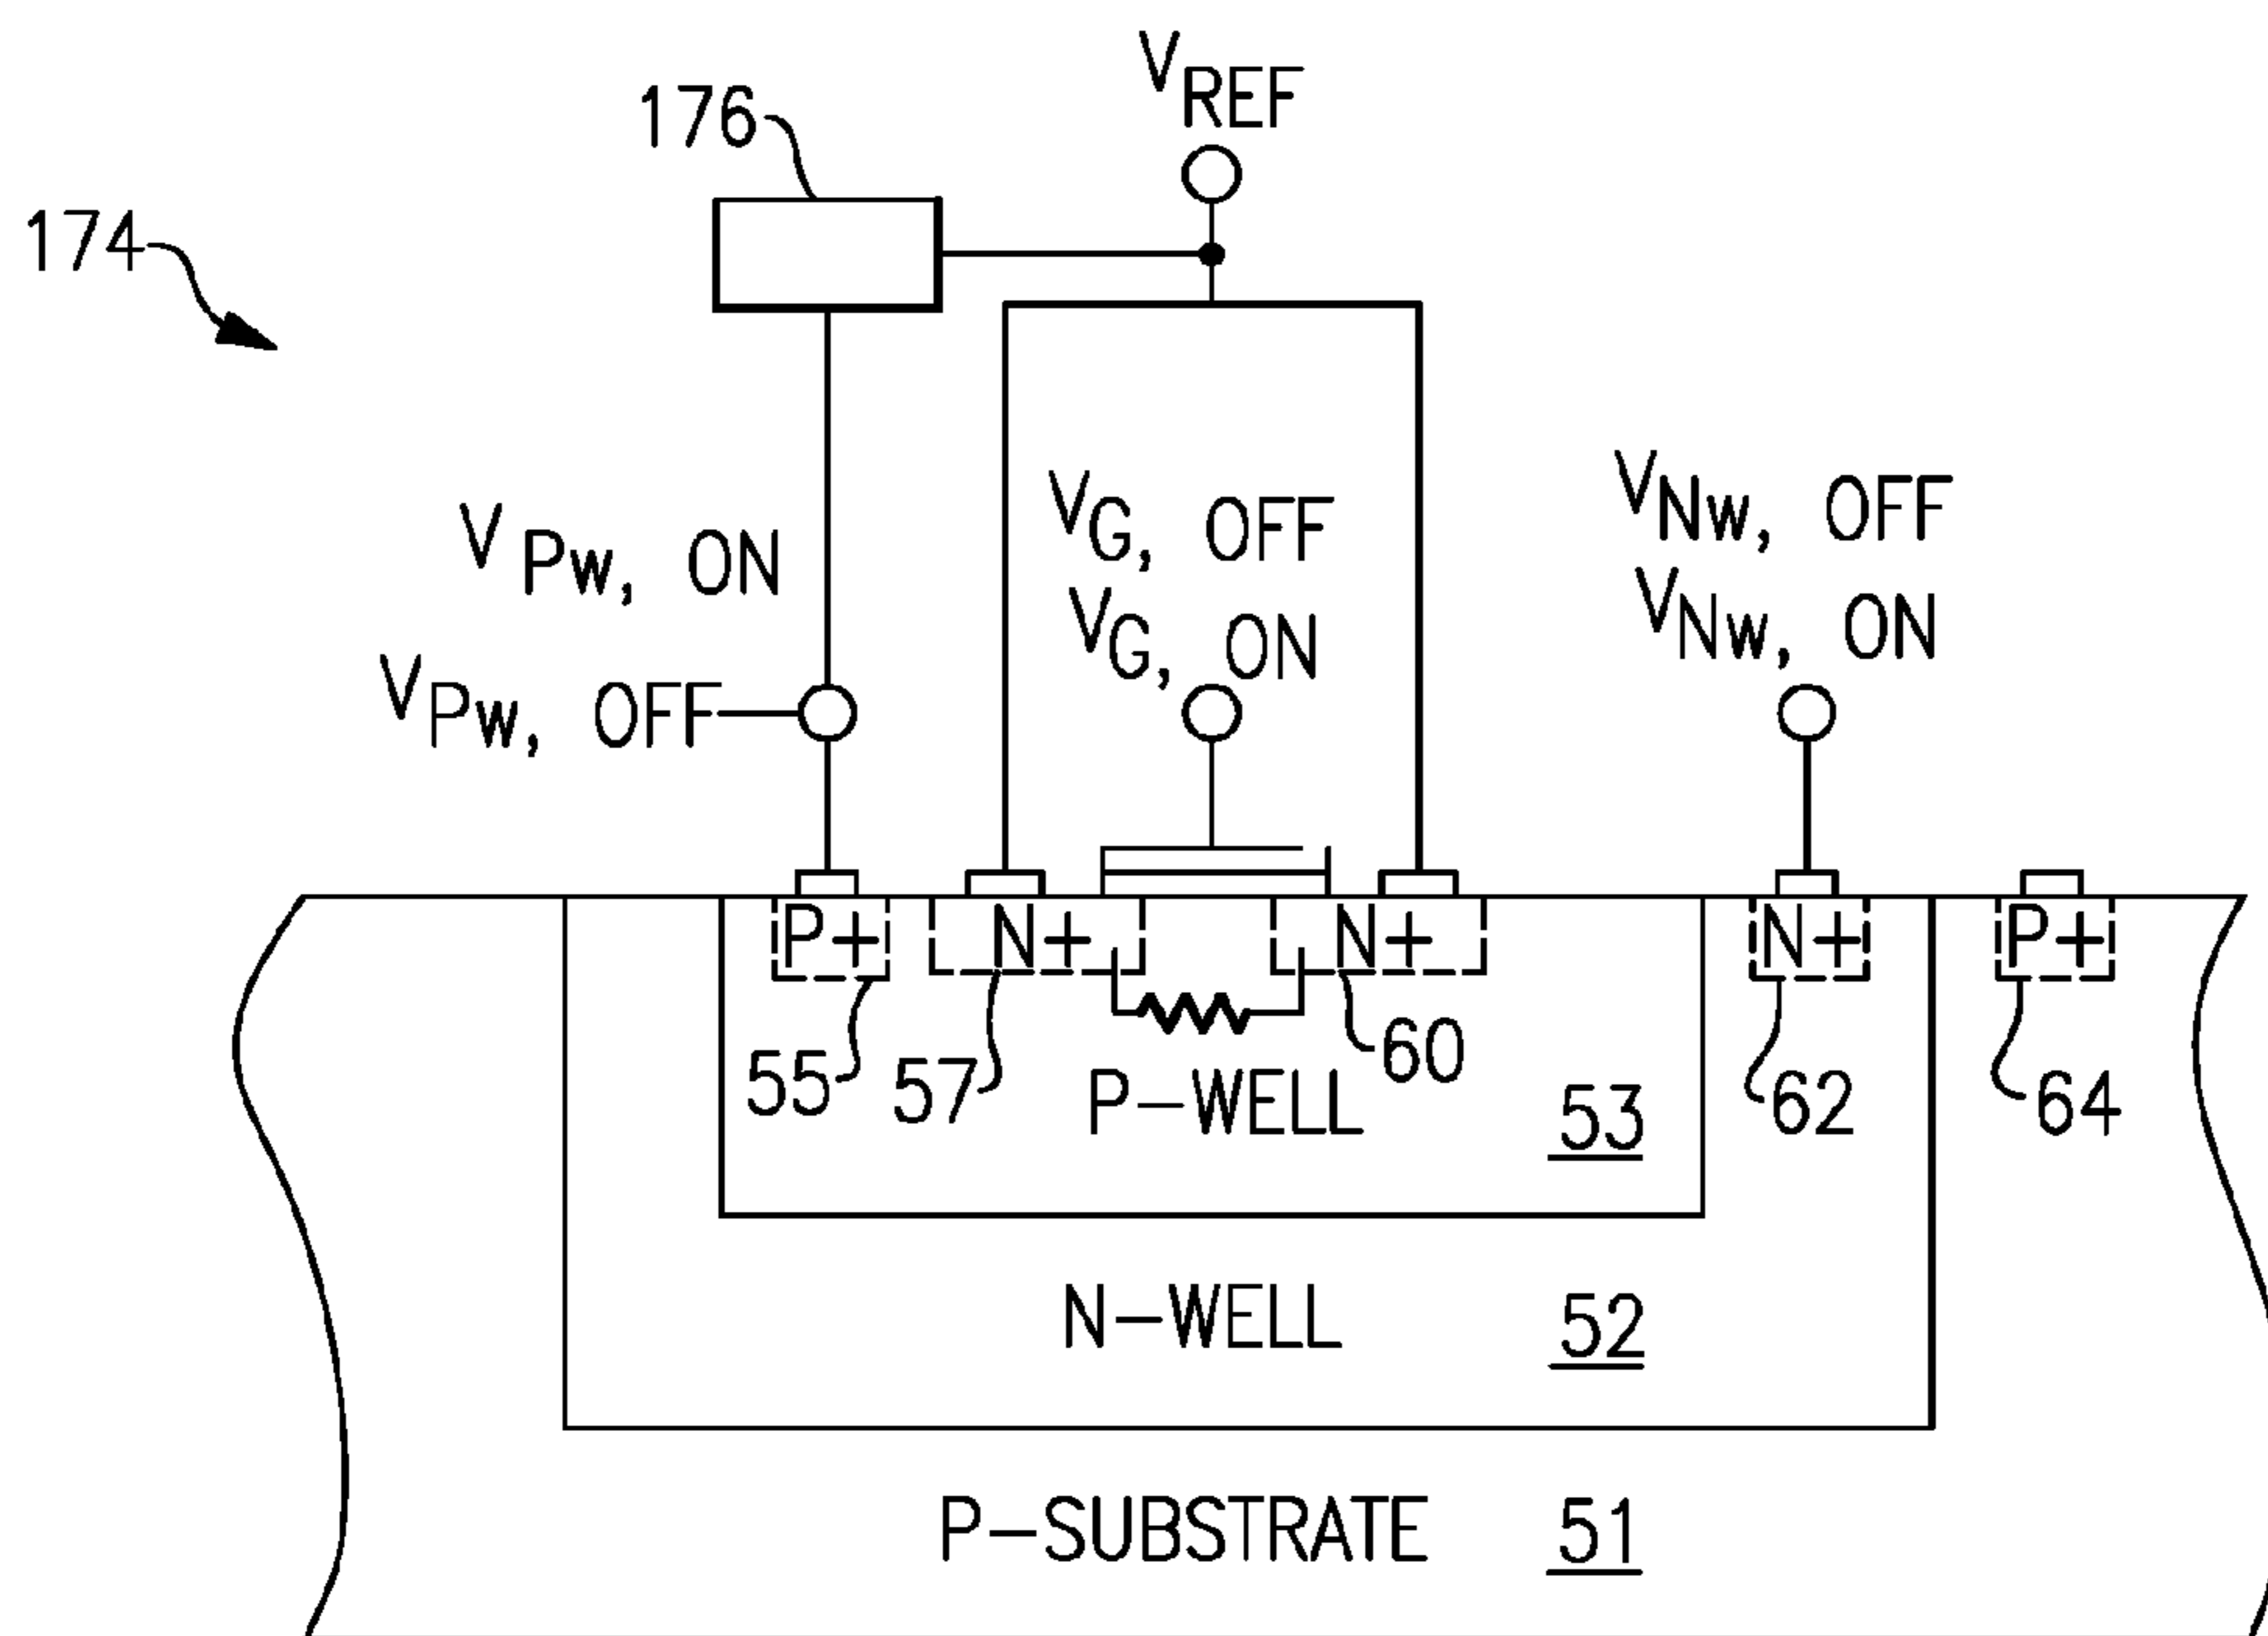 V REF
176
174
V Pw, ON
V Pw, OFF
V G, OFF
V G, ON
V Nw, OFF
V Nw, ON
P+
N+
N+
N+
P+
55
57
60
62
64
P-WELL
53
N-WELL
52
P-SUBSTRATE
51